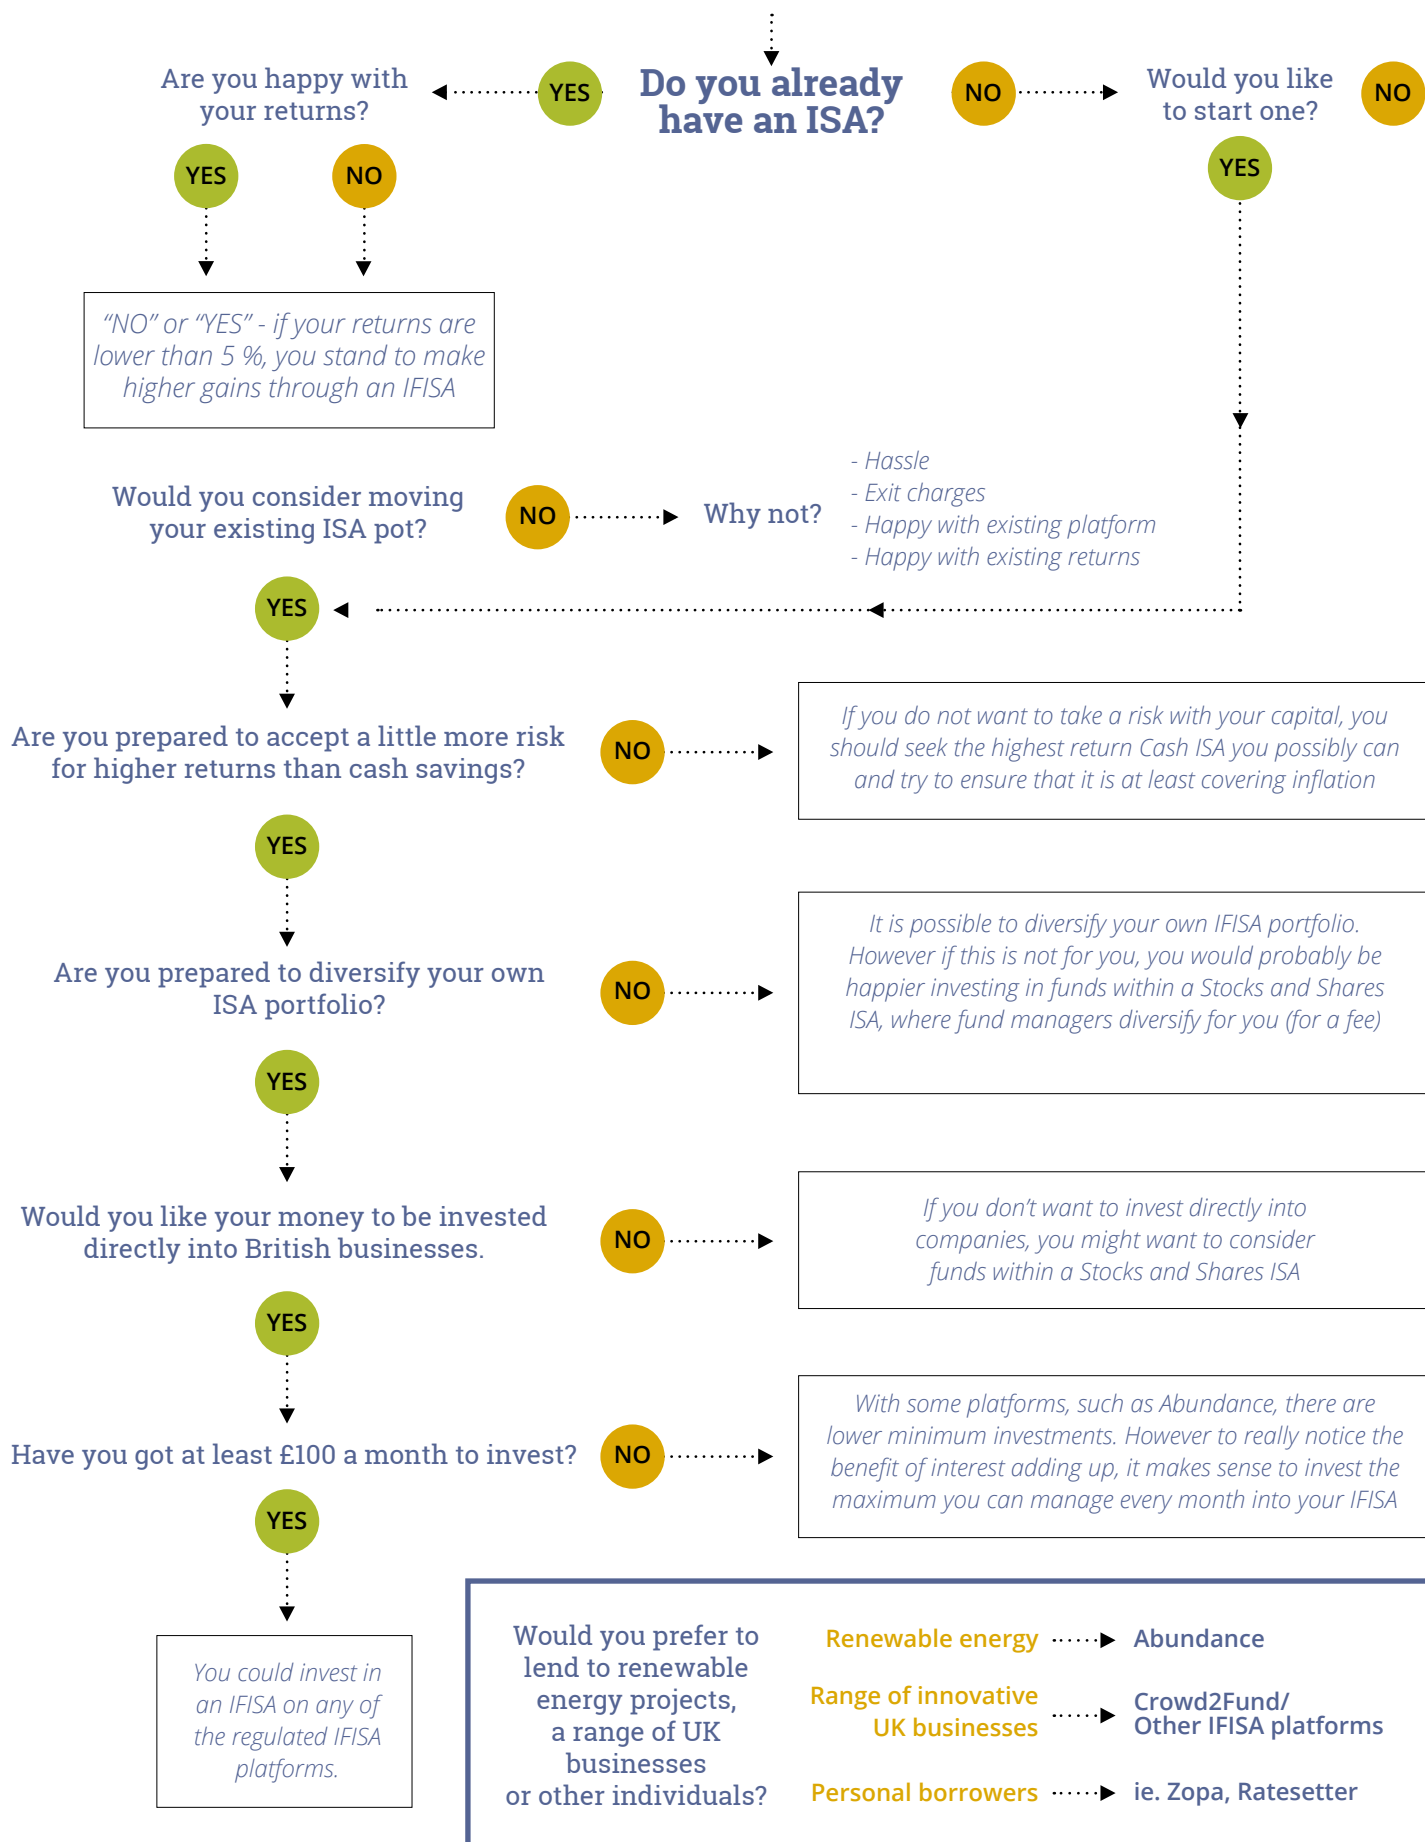 Do you already
have an ISA?
YES
Are you happy with
your returns?
NO
Would you like
to start one?
NO
YES
YES
NO
“NO” or “YES” - if your returns are
lower than 5 %, you stand to make
higher gains through an IFISA
Would you consider moving
your existing ISA pot?
NO
Why not?
- Hassle
- Exit charges
- Happy with existing platform
- Happy with existing returns
YES
Are you prepared to accept a little more risk
for higher returns than cash savings?
NO
If you do not want to take a risk with your capital, you
should seek the highest return Cash ISA you possibly can
and try to ensure that it is at least covering inflation
YES
Are you prepared to diversify your own
ISA portfolio?
NO
It is possible to diversify your own IFISA portfolio.
However if this is not for you, you would probably be
happier investing in funds within a Stocks and Shares
ISA, where fund managers diversify for you (for a fee)
YES
Would you like your money to be invested
directly into British businesses.
NO
If you don’t want to invest directly into
companies, you might want to consider
funds within a Stocks and Shares ISA
YES
Have you got at least £100 a month to invest?
NO
With some platforms, such as Abundance, there are
lower minimum investments. However to really notice the
benefit of interest adding up, it makes sense to invest the
maximum you can manage every month into your IFISA
YES
You could invest in
an IFISA on any of
the regulated IFISA
platforms.
Would you prefer to
lend to renewable
energy projects,
a range of UK
businesses
or other individuals?
Renewable energy
Abundance
Range of innovative
UK businesses
Crowd2Fund/
Other IFISA platforms
Personal borrowers
ie. Zopa, Ratesetter